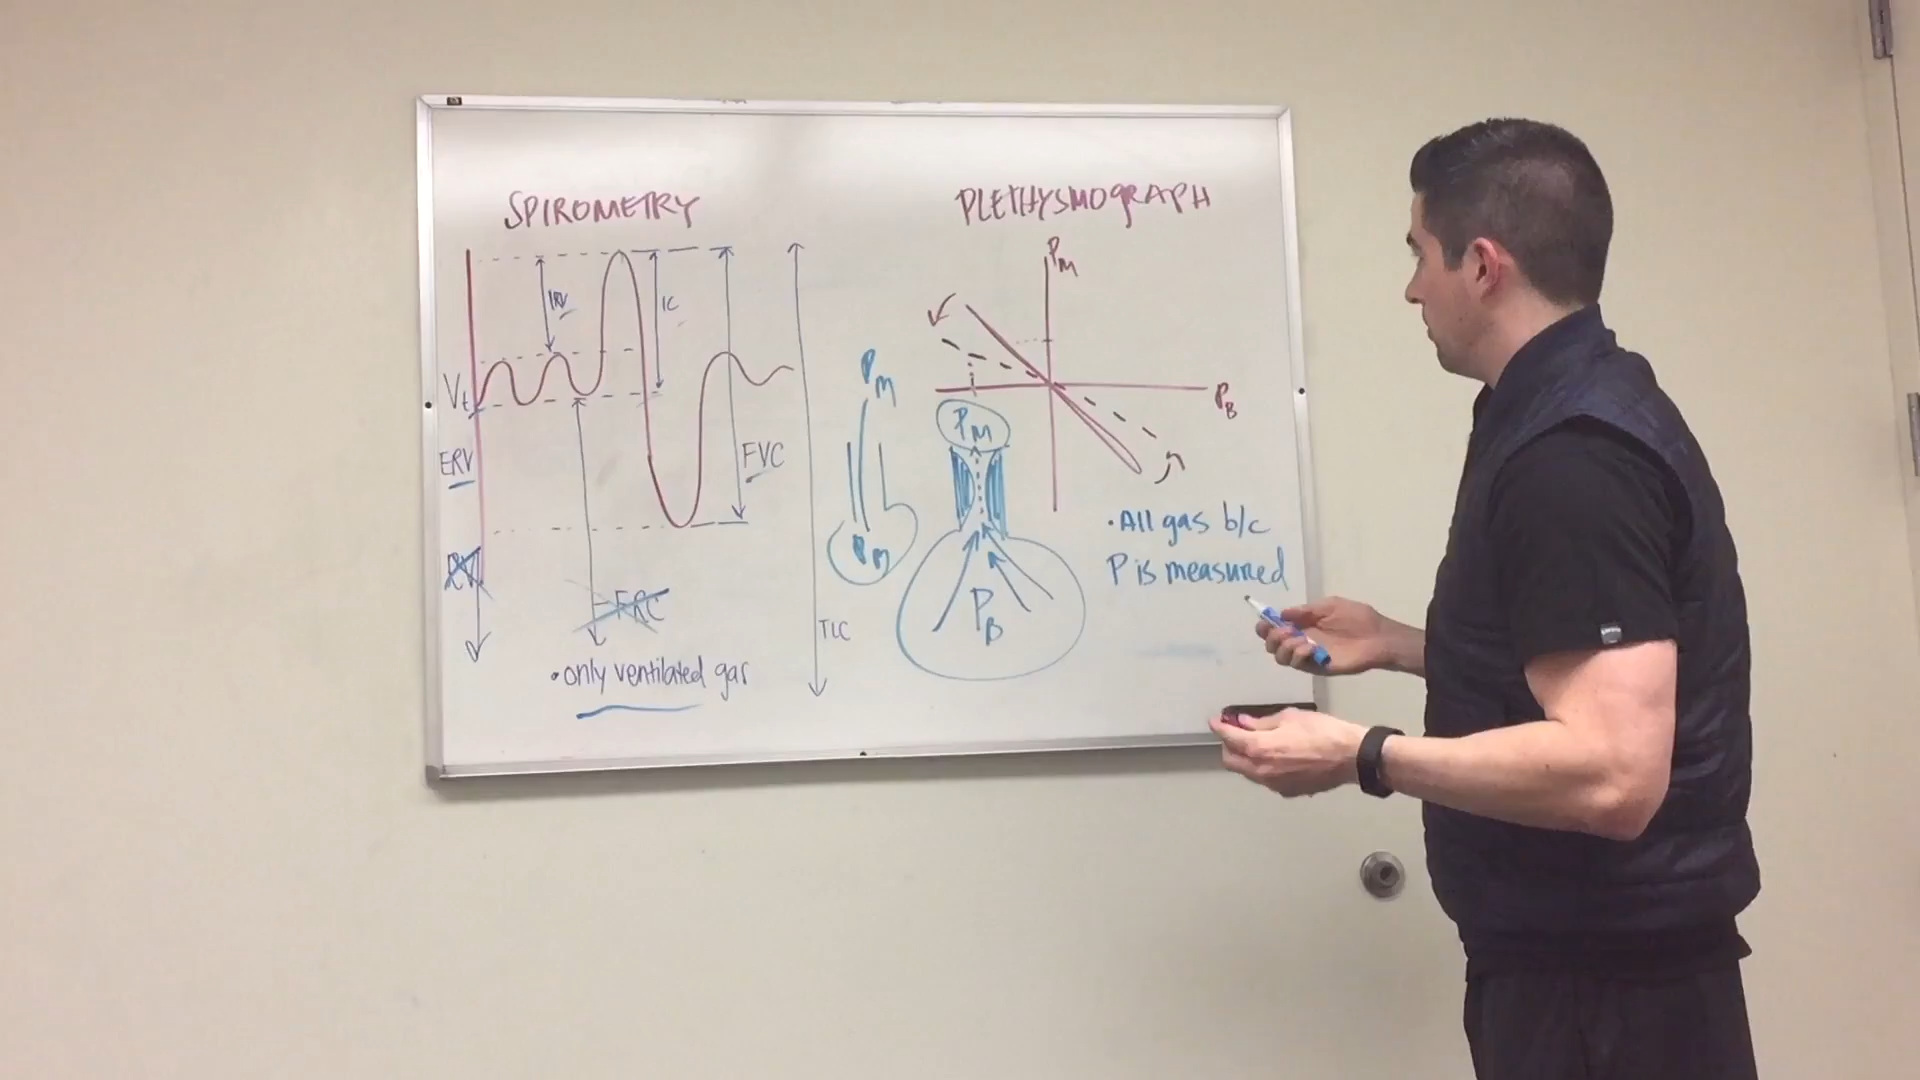 SPIROMETRY
IRV
IC
Vt
ERV
FVC
RV
FRC
TLC
•only ventilated gas
PLETHYSMOGRAPH
PM
PB
PM
PM
PM
PB
•All gas b/c
P is measured